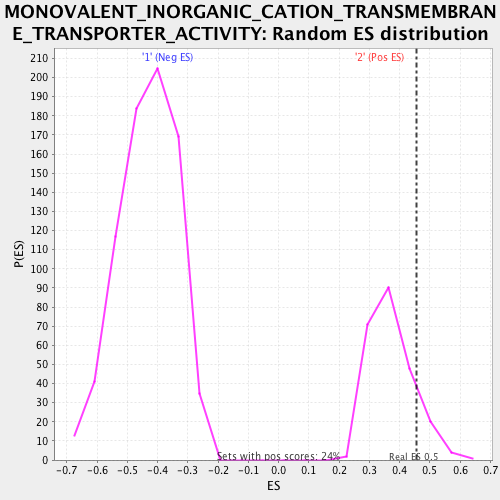 MONOVALENT_INORGANIC_CATION_TRANSMEMBRAN
E_TRANSPORTER_ACTIVITY: Random ES distribution
'1' (Neg ES)
'2' (Pos ES)
210
200
190
180
170
160
150
140
130
120
110
100
90
80
70
60
50
40
30
20
10
0
P(ES)
Sets with pos scores: 24%
Real ES 0.5
-0.7 -0.6 -0.5 -0.4 -0.3 -0.2 -0.1 0.0 0.1 0.2 0.3 0.4 0.5 0.6 0.7
ES